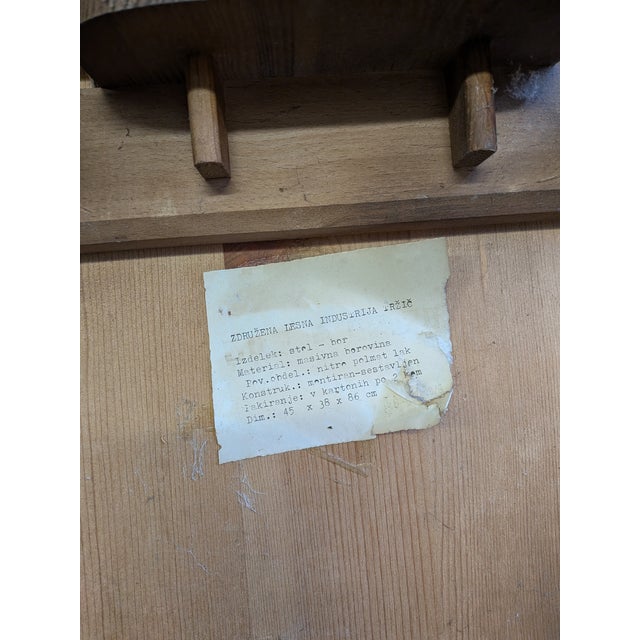 ZDRUŽENA LESNA INDUSTRIJA TRŽIČ
Izdelek: stol - bor
Material: masivna borovina
Pov.obdel.: nitro polmat lak
Konstruk.: montiran-sestavljen
Pakiranje: v kartonih po 2 kom
Dim.: 45 x 38 x 86 cm